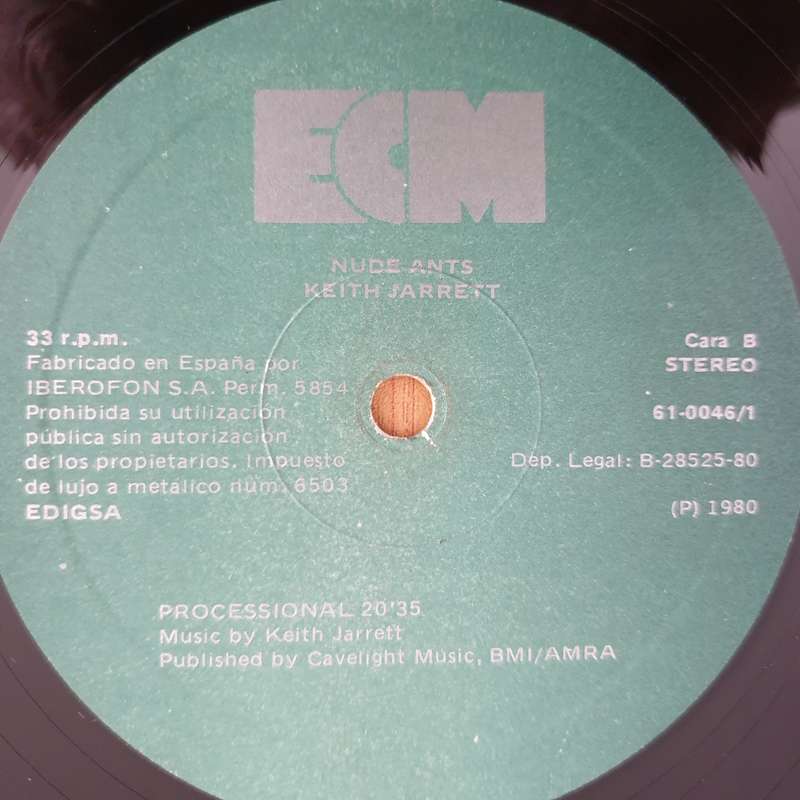 ECM
NUDE ANTS
KEITH JARRETT
33 r.p.m.
Fabricado en España por
IBEROFON S.A. Perm. 5854
Prohibida su utilización
pública sin autorización
de los propietarios. Impuesto
de lujo a metálico núm. 6503
EDIGSA
Cara B
STEREO
61-0046/1
Dep. Legal: B-28525-80
(P) 1980
PROCESSIONAL 20'35
Music by Keith Jarrett
Published by Cavelight Music, BMI/AMRA